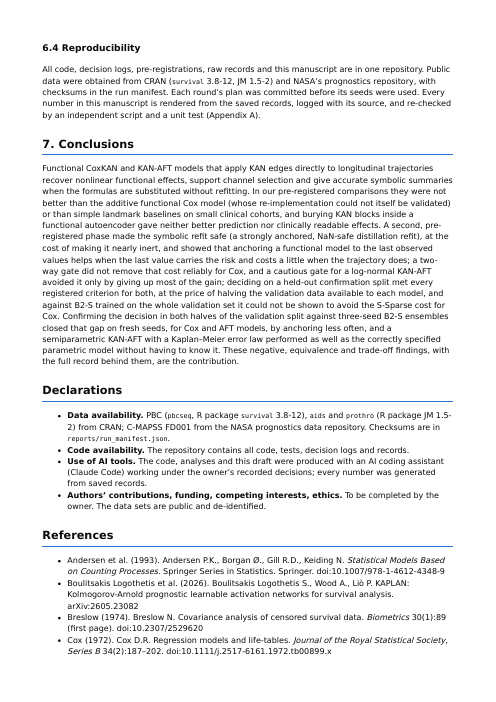 6.4 Reproducibility
All code, decision logs, pre-registrations, raw records and this manuscript are in one repository. Public
data were obtained from CRAN (survival 3.8-12, JM 1.5-2) and NASA's prognostics repository, with
checksums in the run manifest. Each round's plan was committed before its seeds were used. Every
number in this manuscript is rendered from the saved records, logged with its source, and re-checked
by an independent script and a unit test (Appendix A).
7. Conclusions
Functional CoxKAN and KAN-AFT models that apply KAN edges directly to longitudinal trajectories
recover nonlinear functional effects, support channel selection and give accurate symbolic summaries
when the formulas are substituted without refitting. In our pre-registered comparisons they were not
better than the additive functional Cox model (whose re-implementation could not itself be validated)
or than simple landmark baselines on small clinical cohorts, and burying KAN blocks inside a
functional autoencoder gave neither better prediction nor clinically readable effects. A second, pre-
registered phase made the symbolic refit safe (a strongly anchored, NaN-safe distillation refit), at the
cost of making it nearly inert, and showed that anchoring a functional model to the last observed
values helps when the last value carries the risk and costs a little when the trajectory does; a two-
way gate did not remove that cost reliably for Cox, and a cautious gate for a log-normal KAN-AFT
avoided it only by giving up most of the gain; deciding on a held-out confirmation split met every
registered criterion for both, at the price of halving the validation data available to each model, and
against B2-S trained on the whole validation set it could not be shown to avoid the S-Sparse cost for
Cox. Confirming the decision in both halves of the validation split against three-seed B2-S ensembles
closed that gap on fresh seeds, for Cox and AFT models, by anchoring less often, and a
semiparametric KAN-AFT with a Kaplan–Meier error law performed as well as the correctly specified
parametric model without having to know it. These negative, equivalence and trade-off findings, with
the full record behind them, are the contribution.
Declarations
• Data availability. PBC (pbcseq, R package survival 3.8-12), aids and prothro (R package JM 1.5-
2) from CRAN; C-MAPSS FD001 from the NASA prognostics data repository. Checksums are in
reports/run_manifest.json.
• Code availability. The repository contains all code, tests, decision logs and records.
• Use of AI tools. The code, analyses and this draft were produced with an AI coding assistant
(Claude Code) working under the owner's recorded decisions; every number was generated
from saved records.
• Authors' contributions, funding, competing interests, ethics. To be completed by the
owner. The data sets are public and de-identified.
References
• Andersen et al. (1993). Andersen P.K., Borgan Ø., Gill R.D., Keiding N. Statistical Models Based
on Counting Processes. Springer Series in Statistics. Springer. doi:10.1007/978-1-4612-4348-9
• Boulitsakis Logothetis et al. (2026). Boulitsakis Logothetis S., Wood A., Liò P. KAPLAN:
Kolmogorov-Arnold prognostic learnable activation networks for survival analysis.
arXiv:2605.23082
• Breslow (1974). Breslow N. Covariance analysis of censored survival data. Biometrics 30(1):89
(first page). doi:10.2307/2529620
• Cox (1972). Cox D.R. Regression models and life-tables. Journal of the Royal Statistical Society,
Series B 34(2):187–202. doi:10.1111/j.2517-6161.1972.tb00899.x